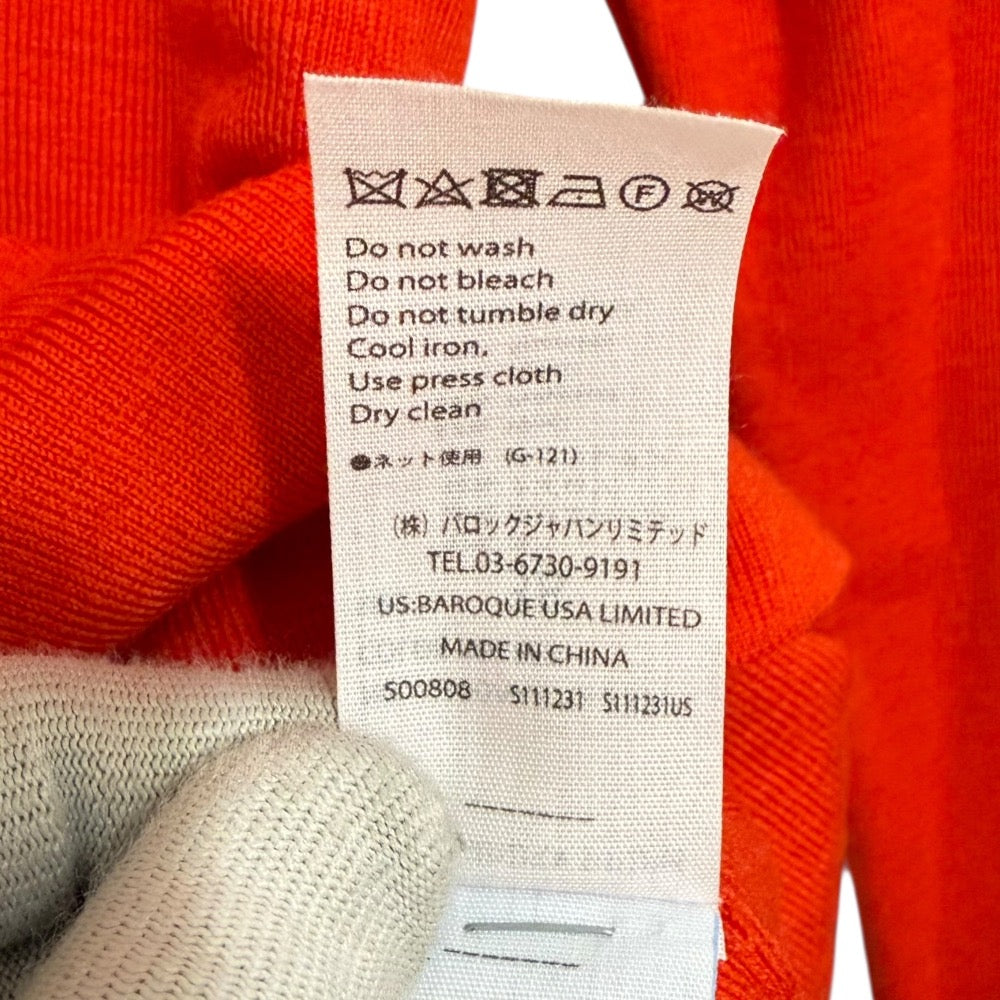 F W
Do not wash
Do not bleach
Do not tumble dry
Cool iron.
Use press cloth
Dry clean
●ネット使用 (G-121)
(株) バロックジャパンリミテッド
TEL.03-6730-9191
US:BAROQUE USA LIMITED
MADE IN CHINA
S00808 S111231 S111231US